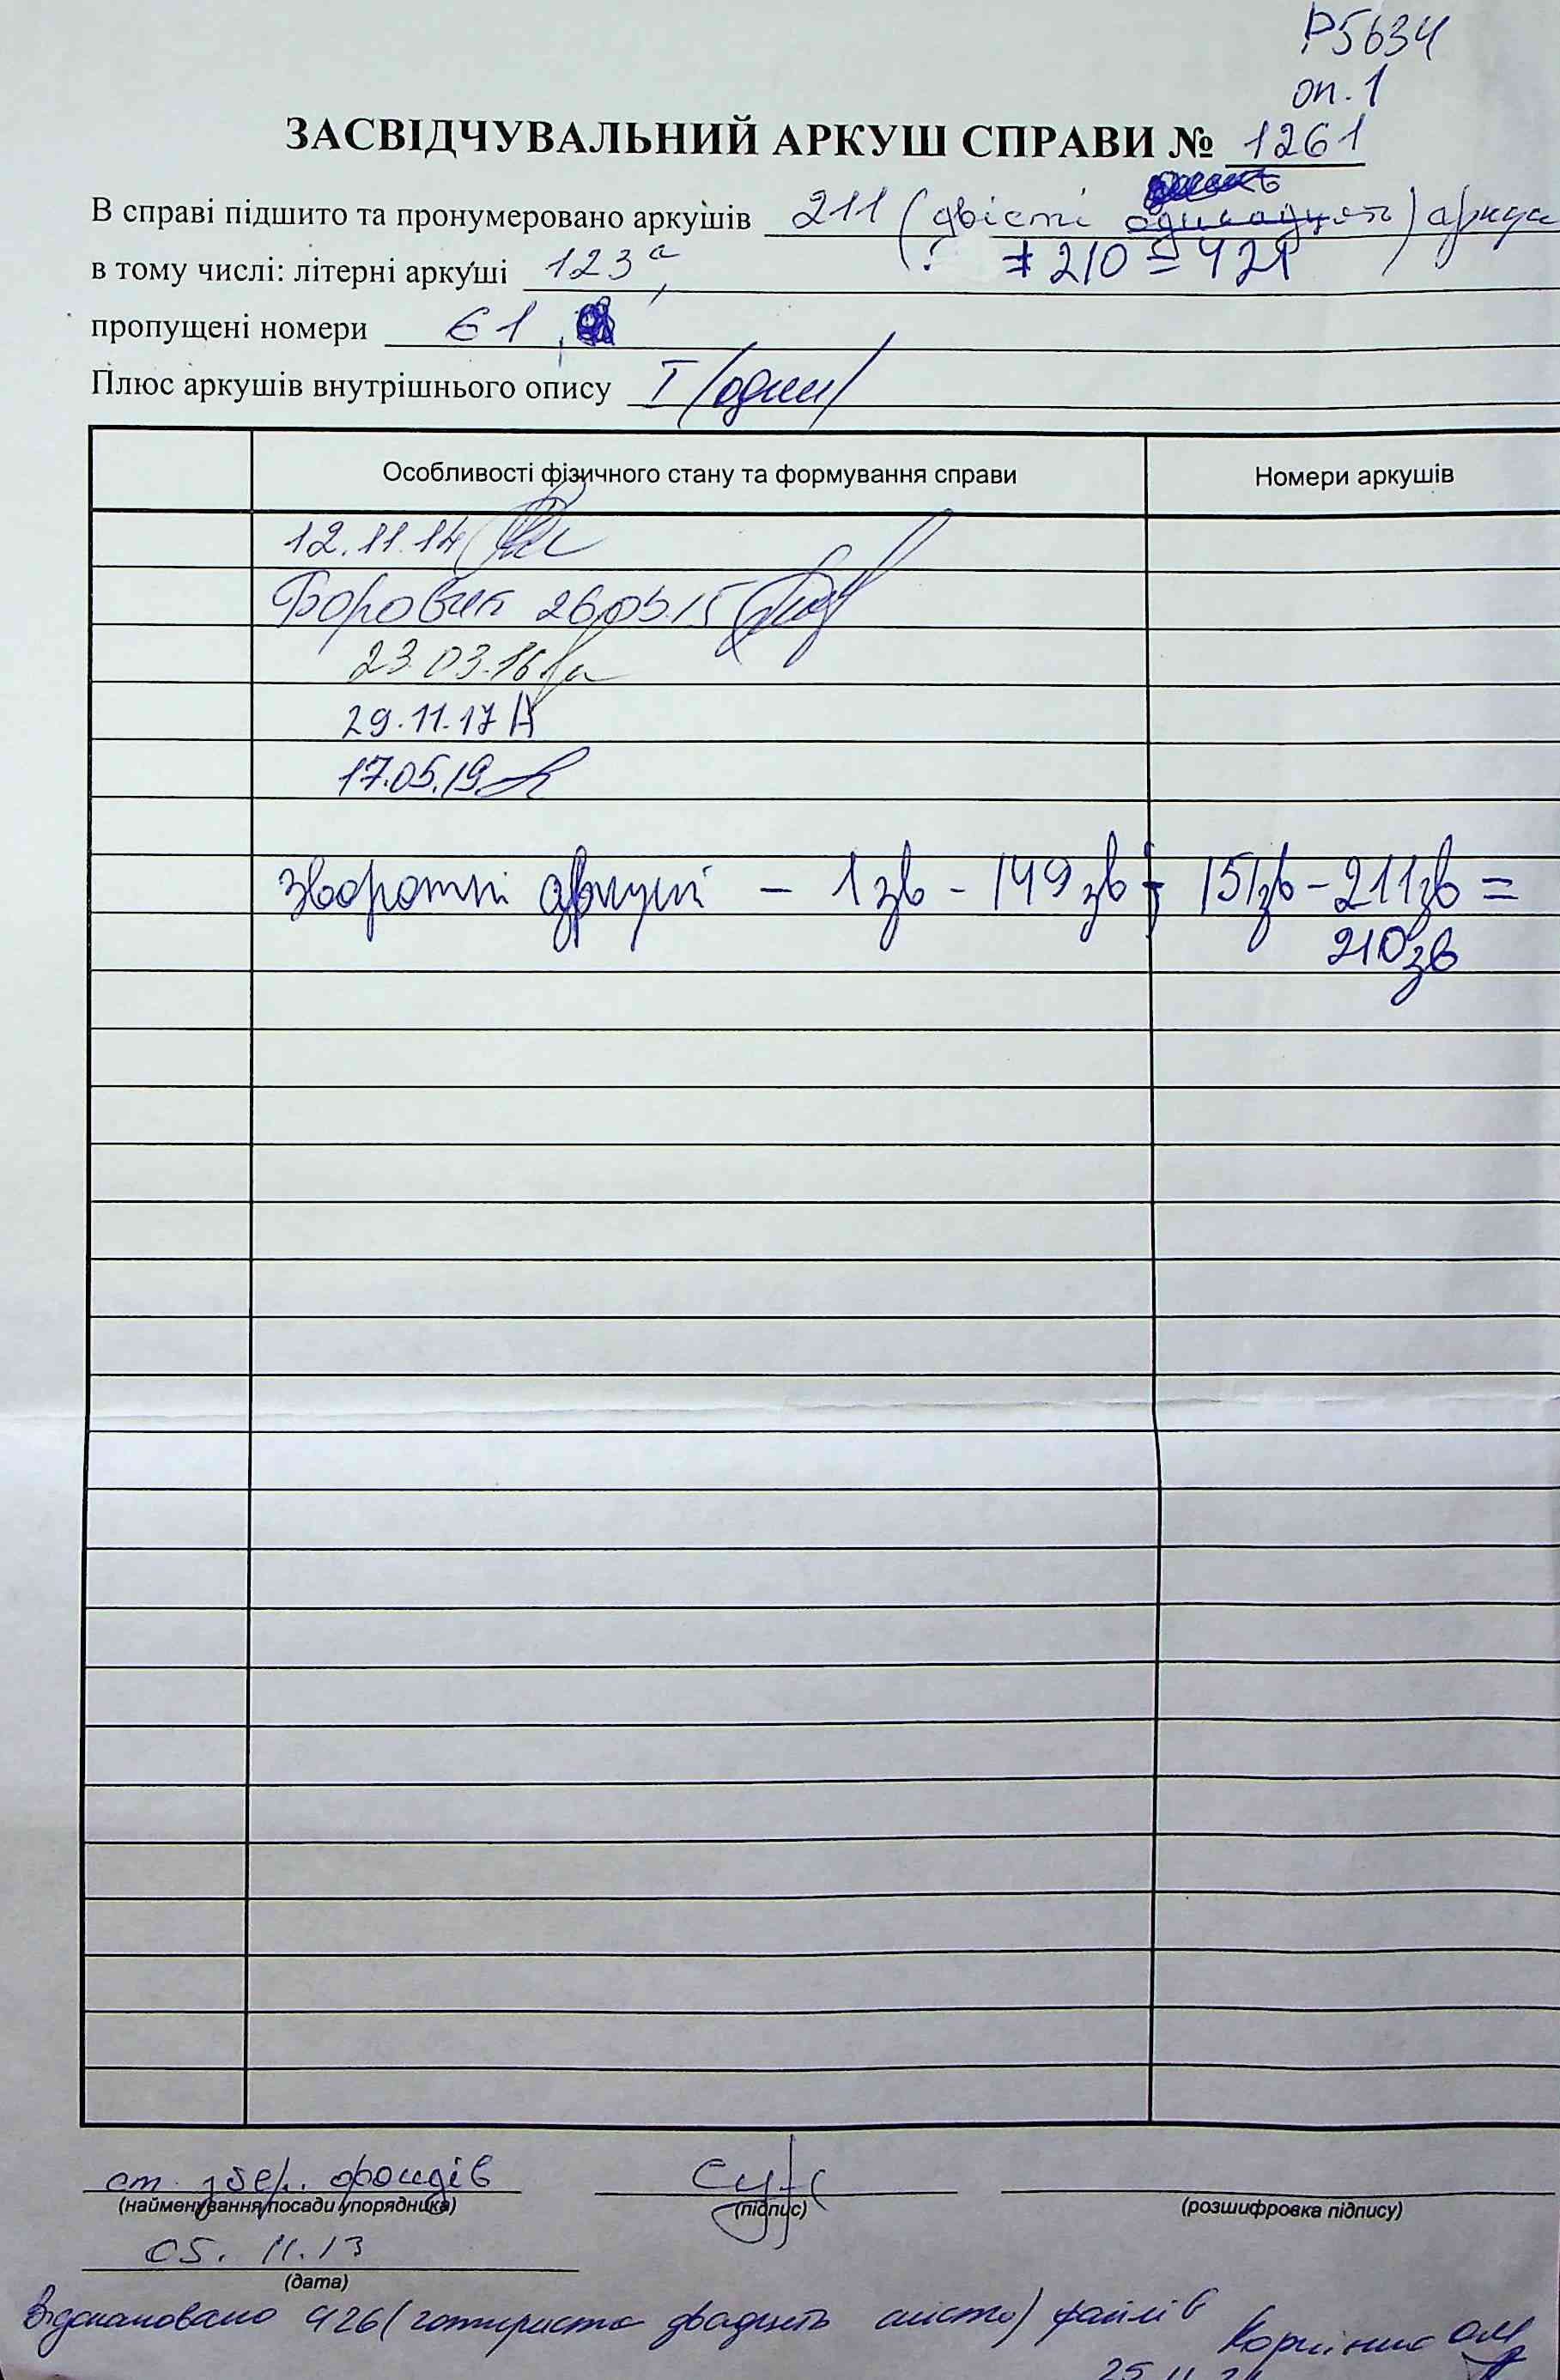 Р5634
оп. 1
ЗАСВІДЧУВАЛЬНИЙ АРКУШ СПРАВИ № 1261
В справі підшито та пронумеровано аркушів 211 (двісті одинадцять)
+ 210 = 421
в тому числі: літерні аркуші 123а
пропущені номери 61,
Плюс аркушів внутрішнього опису I /один/
Особливості фізичного стану та формування справи Номери аркушів
12.11.14
Боровик 26.05.15
23.03.16
29.11.17
17.05.19
зворотні аркуші – 1зв - 149зв; 151зв – 211зв =
210зв
ст. збер. фондів
(найменування посади упорядника) (підпис) (розшифровка підпису)
05.11.13
(дата)
Відскановано 426 (чотириста двадцять шість) файлів